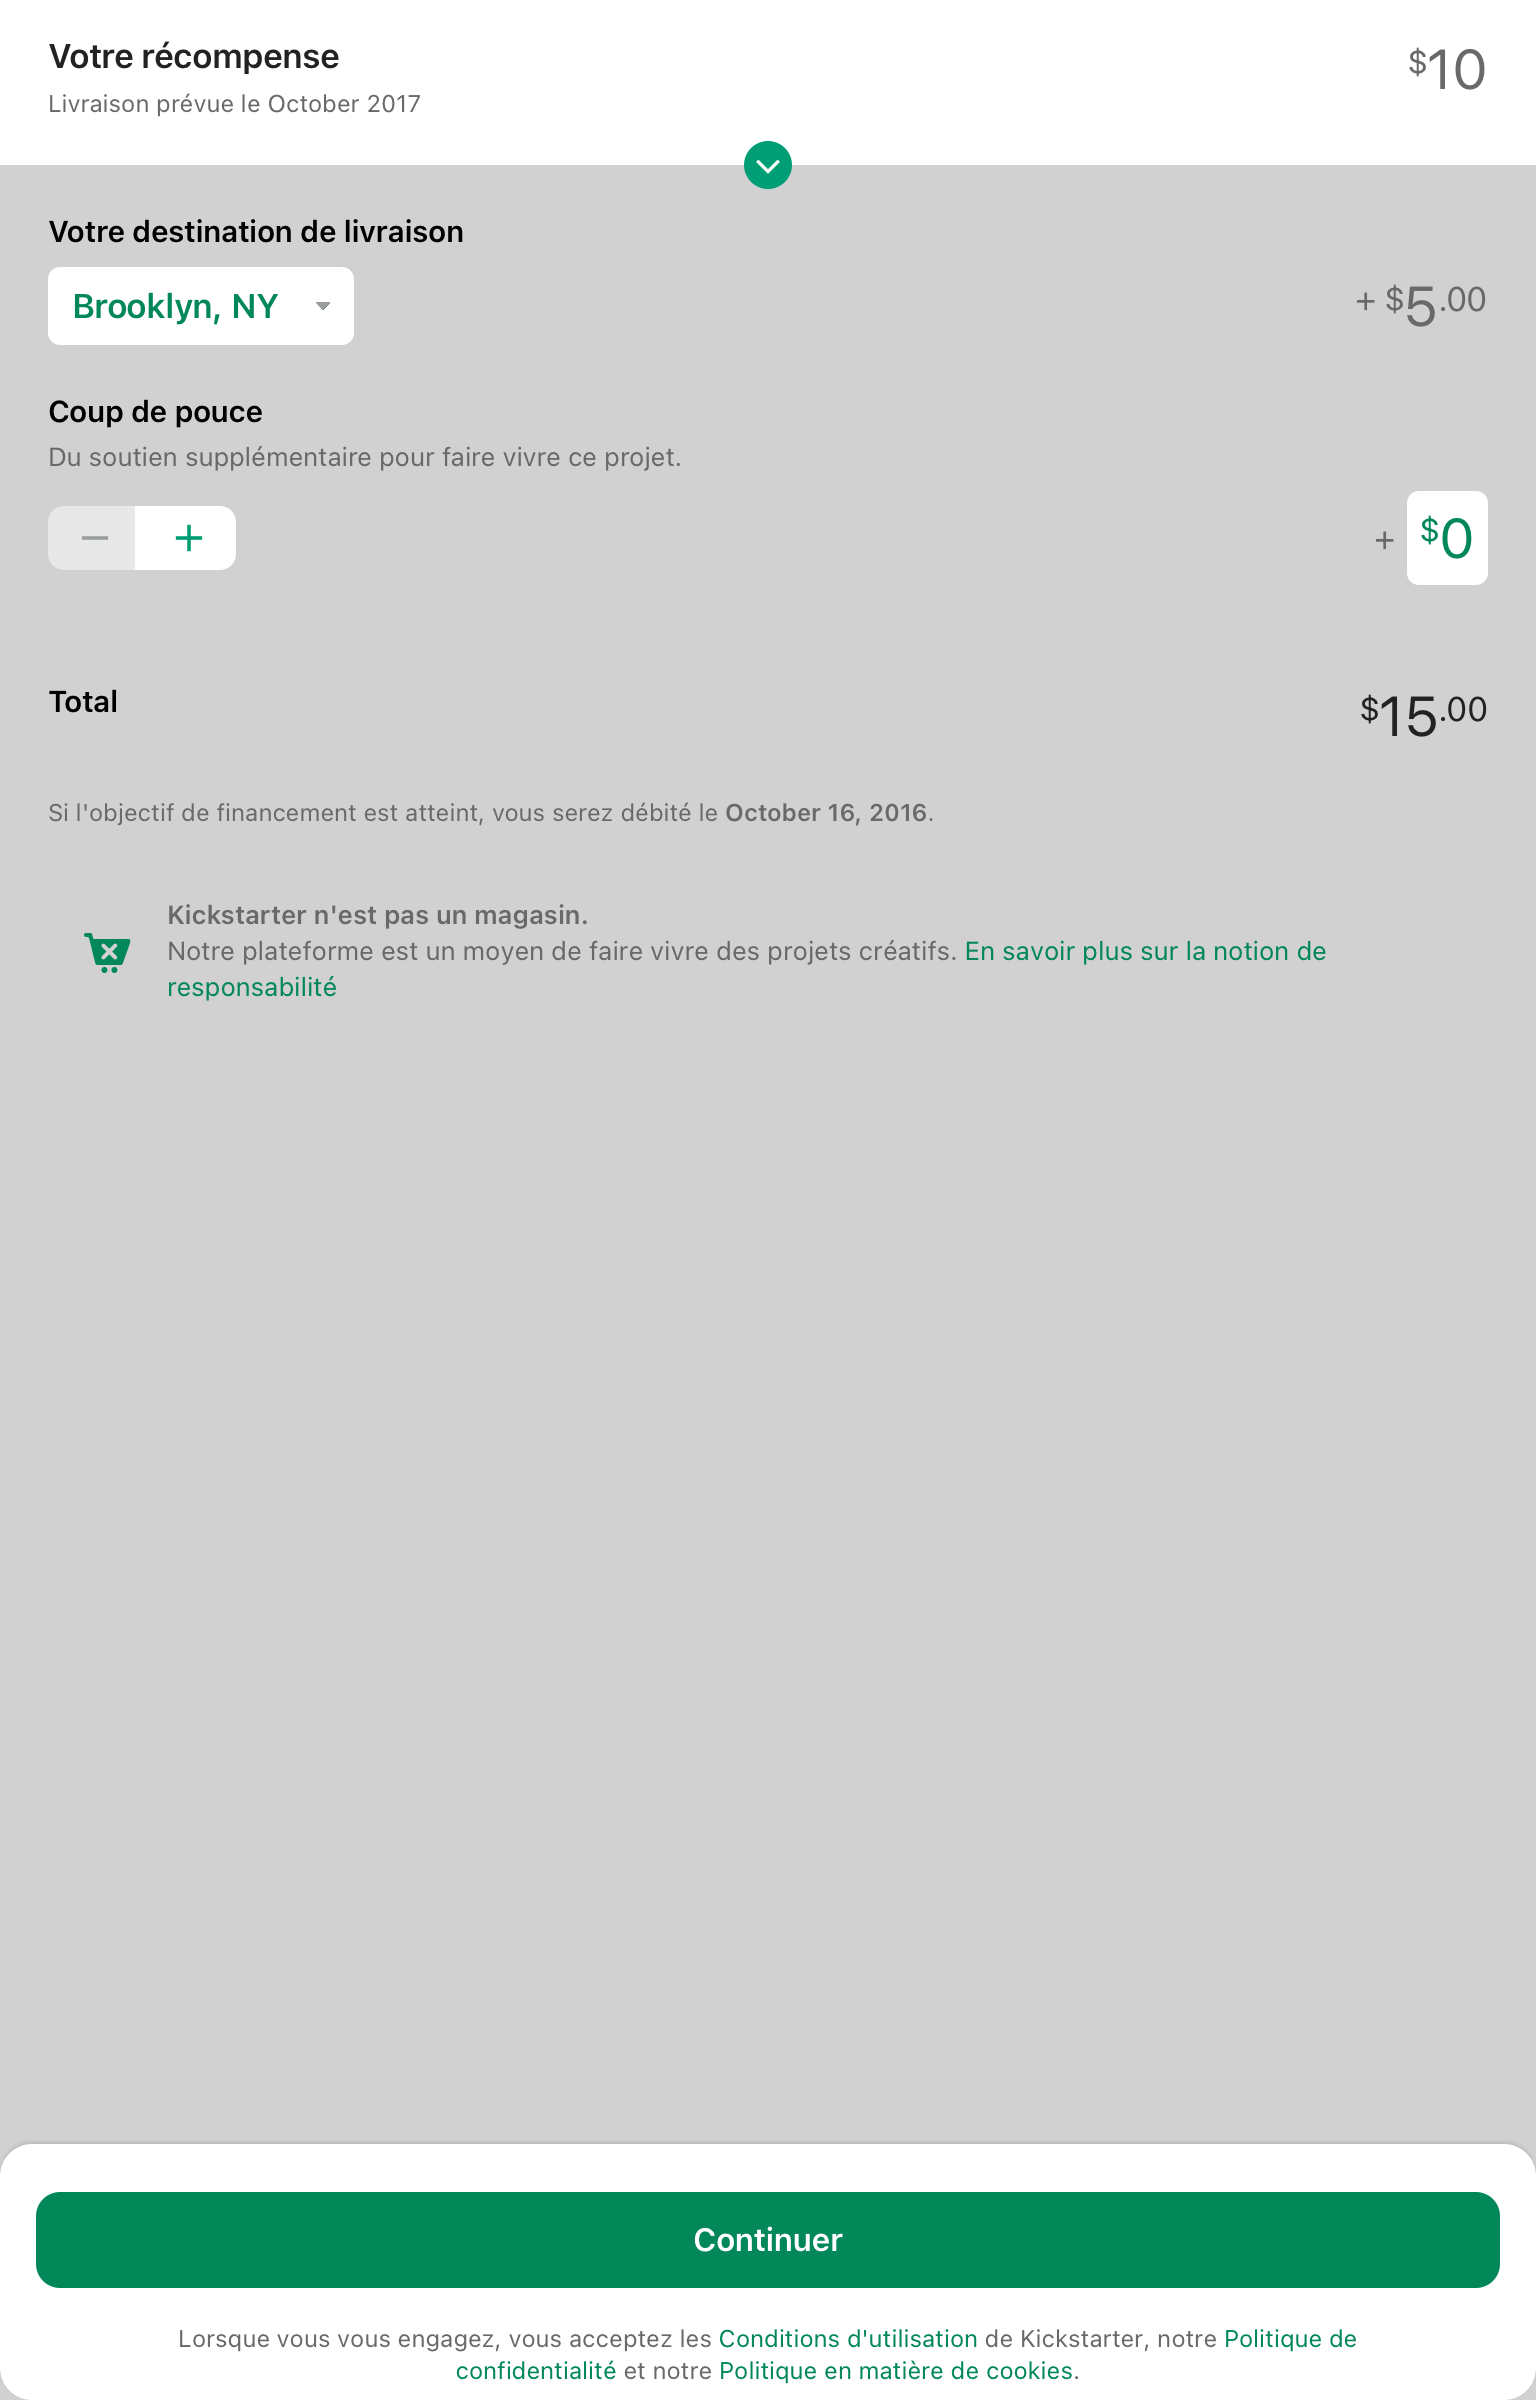 Votre récompense
$10
Livraison prévue le October 2017
Votre destination de livraison
Brooklyn, NY
+ $5.00
Coup de pouce
Du soutien supplémentaire pour faire vivre ce projet.
− +
+ $0
Total
$15.00
Si l'objectif de financement est atteint, vous serez débité le October 16, 2016.
Kickstarter n'est pas un magasin.
Notre plateforme est un moyen de faire vivre des projets créatifs. En savoir plus sur la notion de
responsabilité
Continuer
Lorsque vous vous engagez, vous acceptez les Conditions d'utilisation de Kickstarter, notre Politique de
confidentialité et notre Politique en matière de cookies.